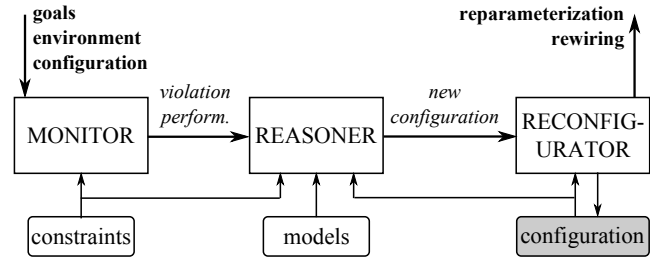 goals
environment
configuration
reparameterization
rewiring
violation
perform.
new
configuration
MONITOR
REASONER
RECONFIG-
URATOR
constraints
models
configuration